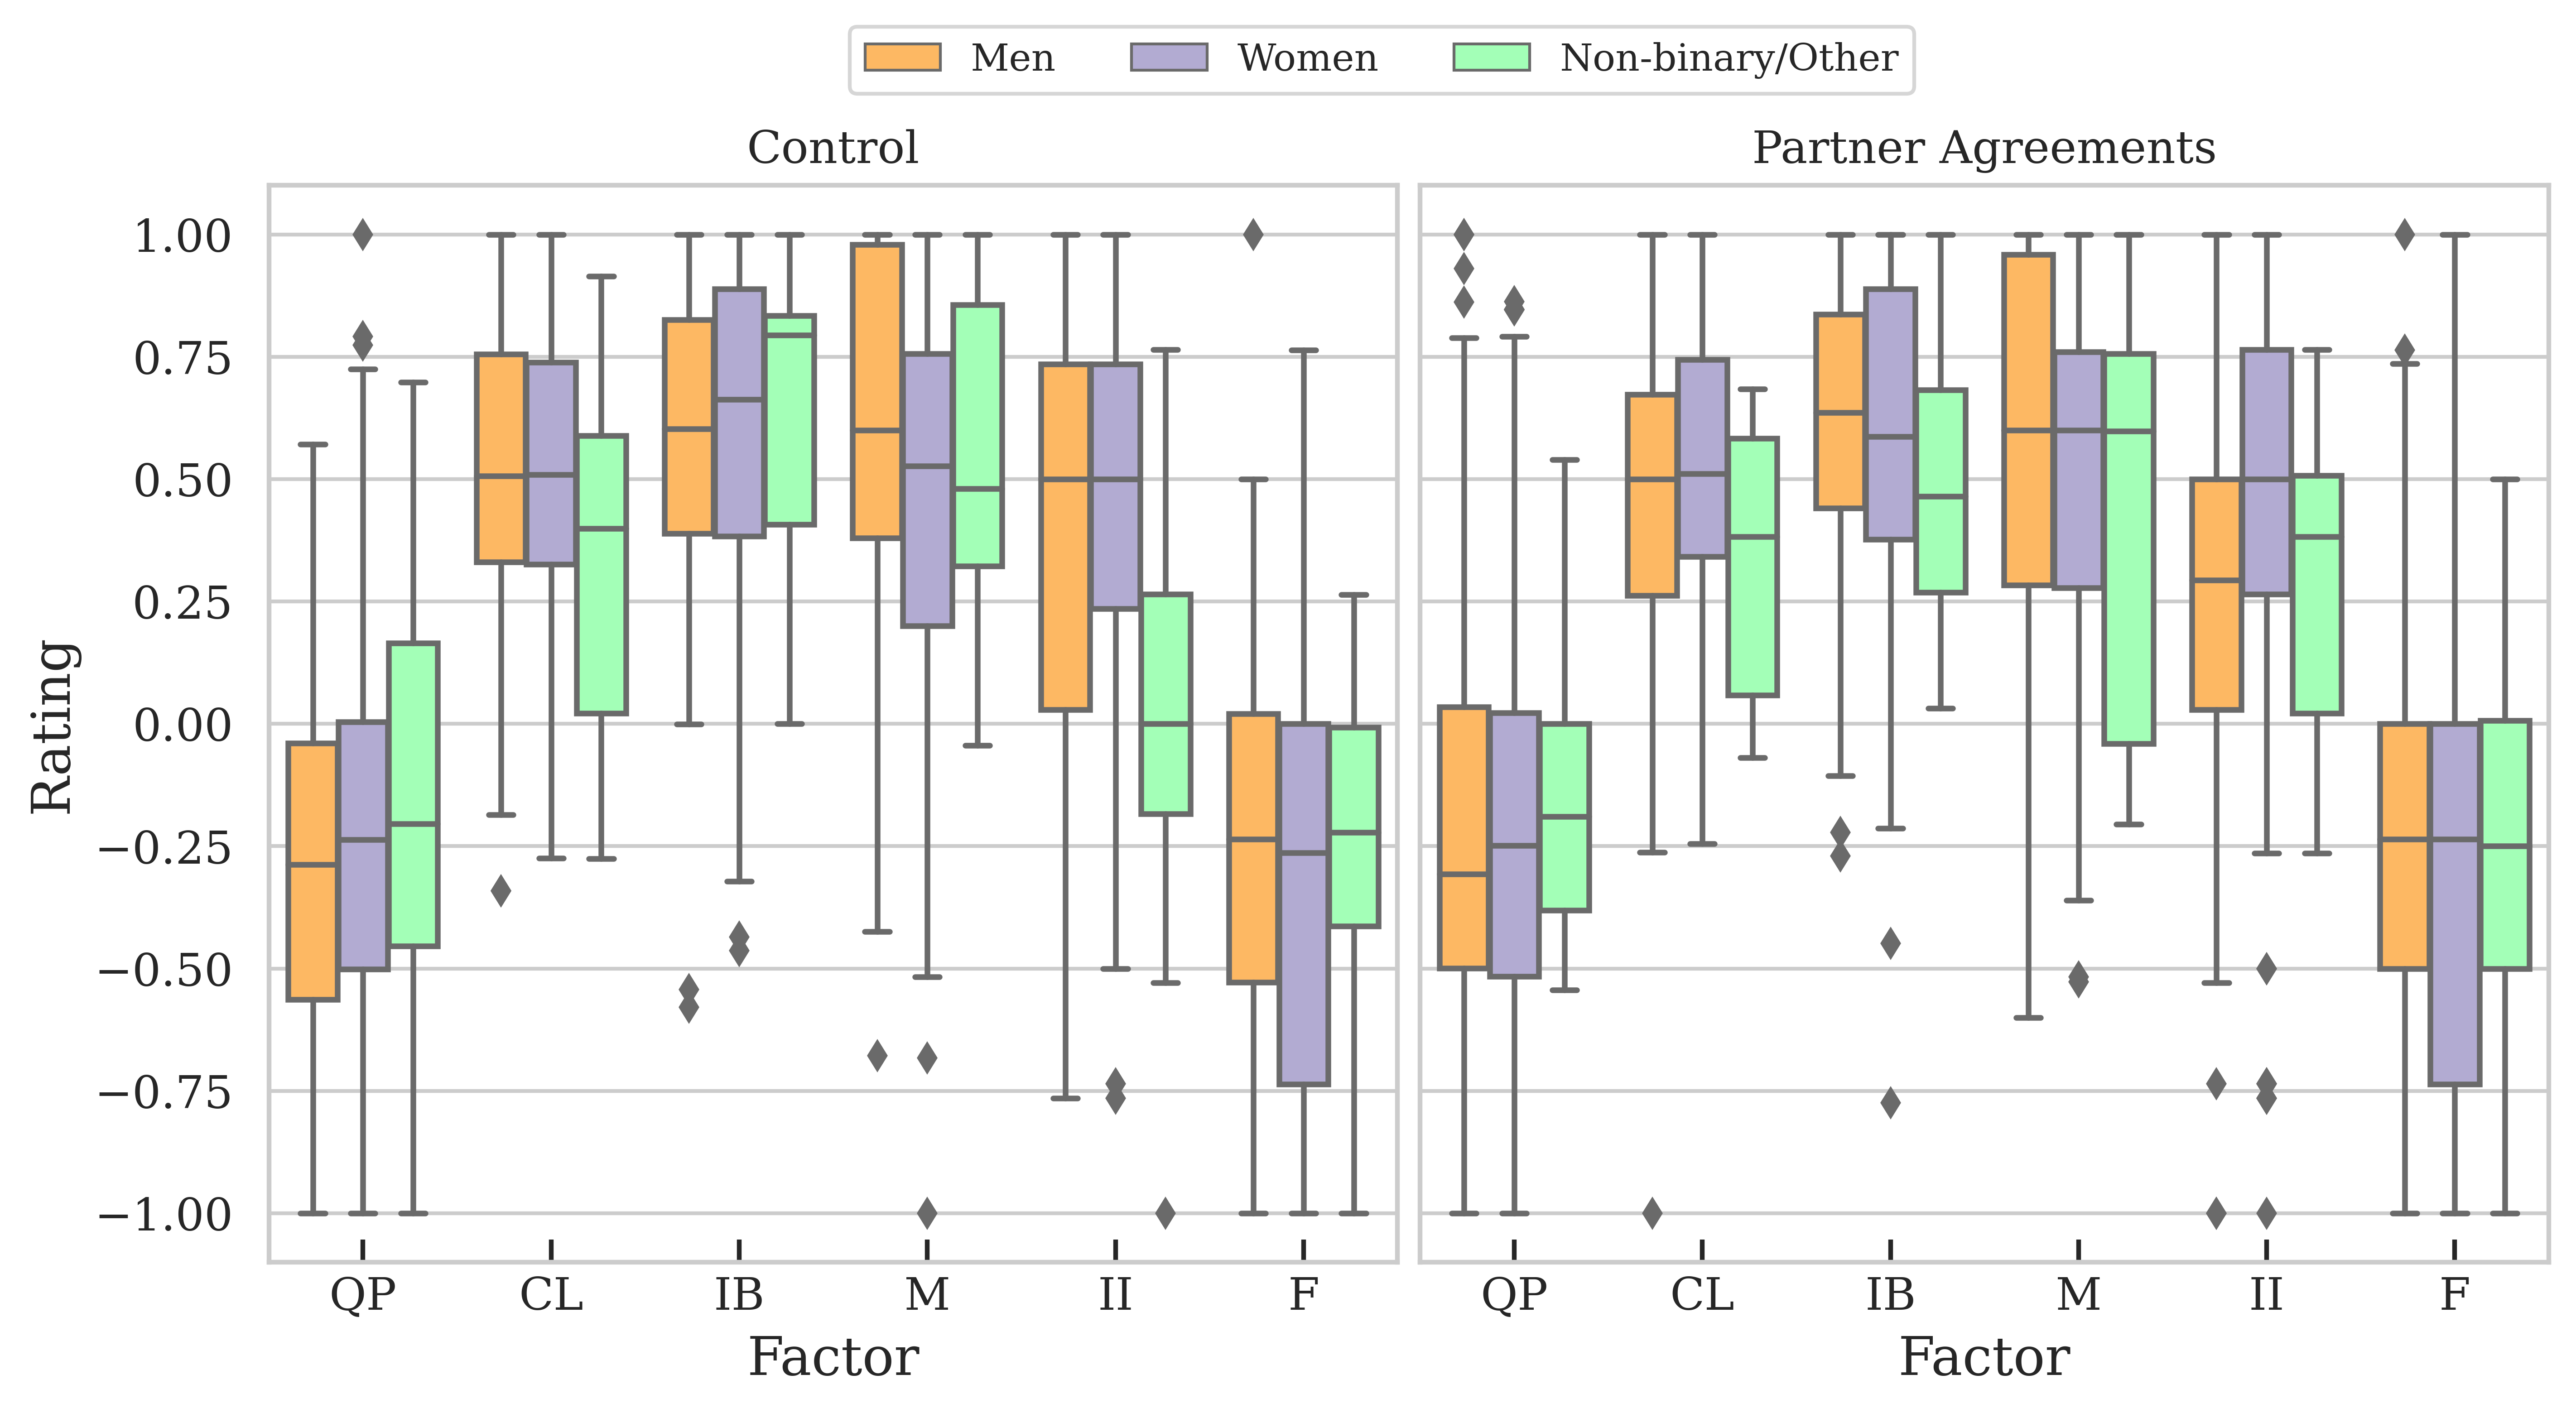 Men Women Non-binary/Other
Control Partner Agreements
1.00
0.75
0.50
0.25
0.00
−0.25
−0.50
−0.75
−1.00
Rating
QP CL IB M II F QP CL IB M II F
Factor Factor